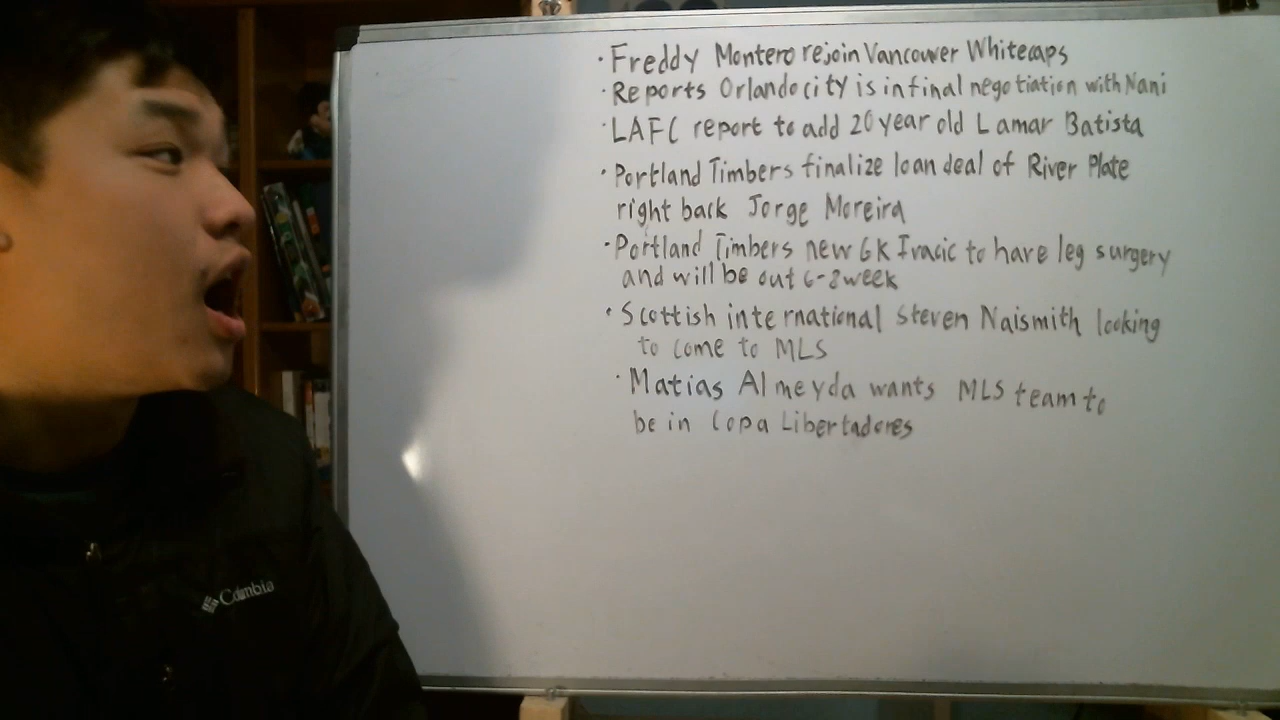 · Freddy Montero rejoin Vancouver Whitecaps
· Reports Orlando city is in final negotiation with Nani
· LAFC report to add 20 year old Lamar Batista
· Portland Timbers finalize loan deal of River Plate
right back Jorge Moreira
· Portland Timbers new GK Ivacic to have leg surgery
and will be out 6-8 week
· Scottish international Steven Naismith looking
to come to MLS
· Matias Almeyda wants MLS team to
be in Copa Libertadores
Columbia